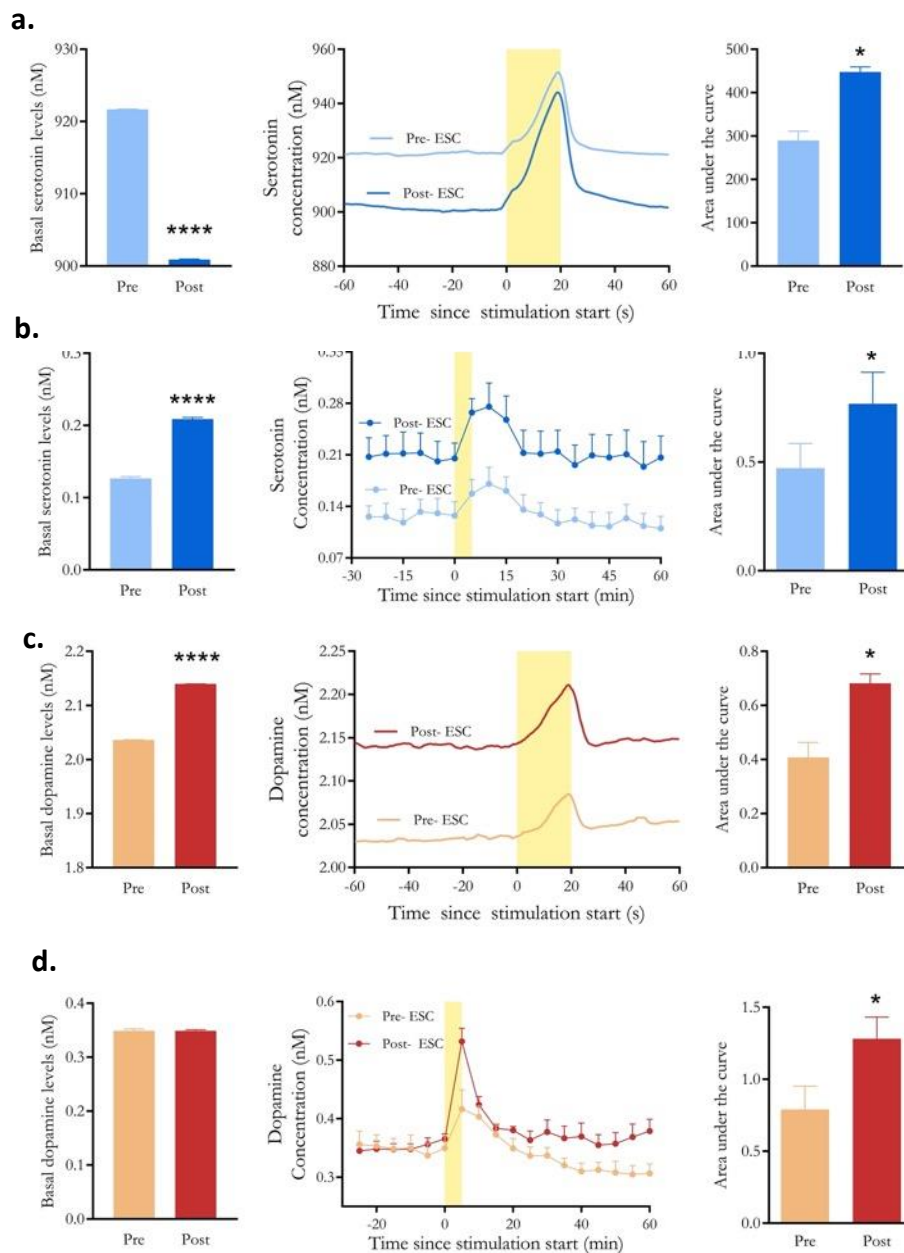 a.
Basal serotonin levels (nM)
930
920
910
900
****
Pre Post
Serotonin
concentration (nM)
960
940
920
900
880
Pre- ESC
Post- ESC
-60 -40 -20 0 20 40 60
Time since stimulation start (s)
Area under the curve
500
400
300
200
100
0
*
Pre Post
b.
Basal serotonin levels (nM)
0.3
0.2
0.1
0.0
****
Pre Post
Serotonin
Concentration (nM)
0.35
0.28
0.21
0.14
0.07
Post- ESC
Pre- ESC
-30 -15 0 15 30 45 60
Time since stimulation start (min)
Area under the curve
1.0
0.5
0.0
*
Pre Post
c.
Basal dopamine levels (nM)
2.2
2.1
2.0
1.9
1.8
****
Pre Post
Dopamine
concentration (nM)
2.25
2.20
2.15
2.10
2.05
2.00
Post- ESC
Pre- ESC
-60 -40 -20 0 20 40 60
Time since stimulation start (s)
Area under the curve
0.8
0.6
0.4
0.2
0.0
*
Pre Post
d.
Basal dopamine levels (nM)
0.4
0.3
0.2
0.1
0.0
Pre Post
Dopamine
Concentration (nM)
0.6
0.5
0.4
0.3
Pre- ESC
Post- ESC
-20 0 20 40 60
Time since stimulation start (min)
Area under the curve
1.5
1.0
0.5
0.0
*
Pre Post